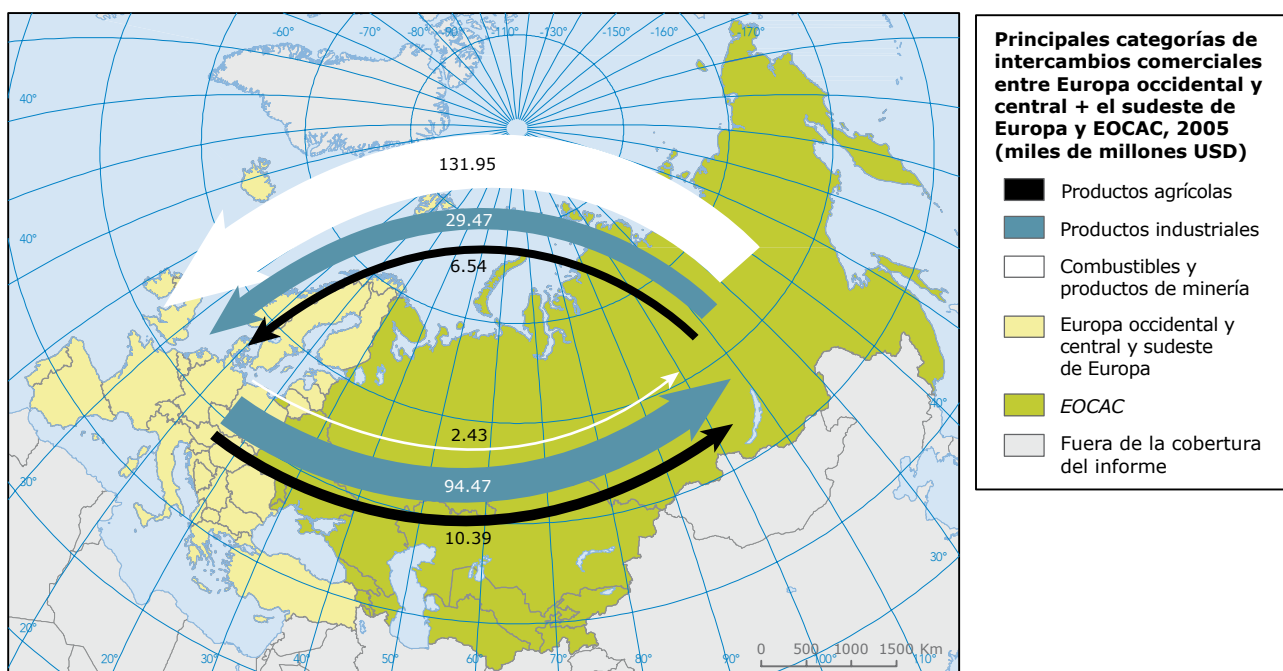 -60°
-70°
-80°
-90°
-110°
-130°
-150°
-160°
-170°
40°
40°
40°
30°
20°
131.95
29.47
6.54
2.43
94.47
10.39
40°
30°
0 500 1000 1500 Km
10°
20°
30°
40°
50°
60°
70°
80°
90°
100°
110°
Principales categorías de
intercambios comerciales
entre Europa occidental y
central + el sudeste de
Europa y EOCAC, 2005
(miles de millones USD)
Productos agrícolas
Productos industriales
Combustibles y
productos de minería
Europa occidental y
central y sudeste
de Europa
EOCAC
Fuera de la cobertura
del informe